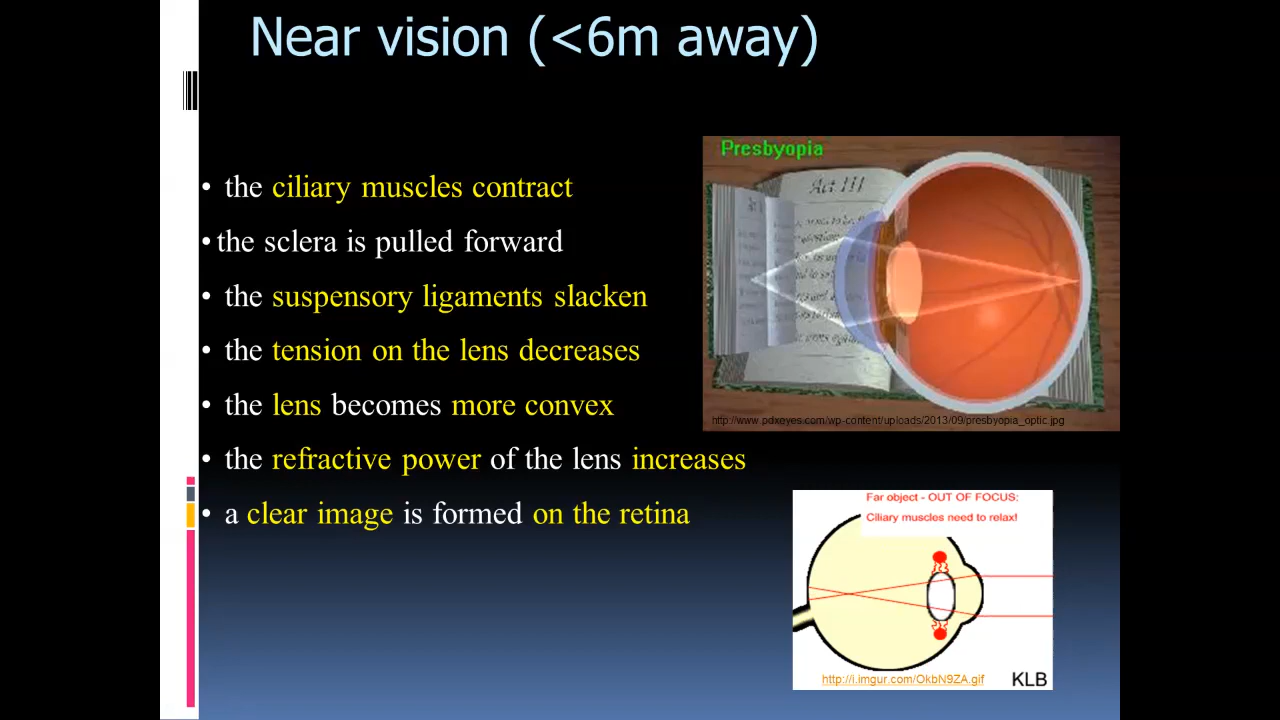 Near vision (<6m away)
• the ciliary muscles contract
• the sclera is pulled forward
• the suspensory ligaments slacken
• the tension on the lens decreases
• the lens becomes more convex
• the refractive power of the lens increases
• a clear image is formed on the retina
Presbyopia
Act III
http://www.pdxeyes.com/wp-content/uploads/2013/09/presbyopia_optic.jpg
Far object - OUT OF FOCUS:
Ciliary muscles need to relax!
http://i.imgur.com/OkbN9ZA.gif
KLB